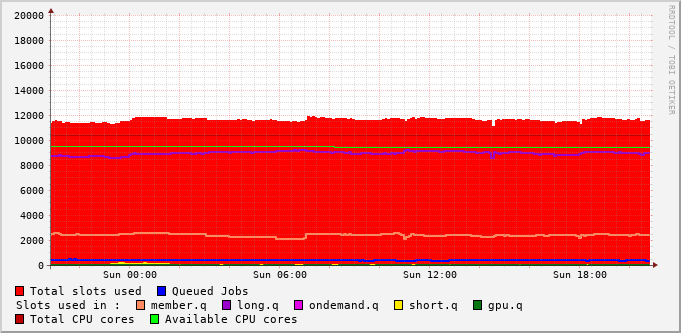 RRDTOOL / TOBI OETIKER
20000
18000
16000
14000
12000
10000
8000
6000
4000
2000
0
Sun 00:00 Sun 06:00 Sun 12:00 Sun 18:00
Total slots used Queued Jobs
Slots used in : member.q long.q ondemand.q short.q gpu.q
Total CPU cores Available CPU cores